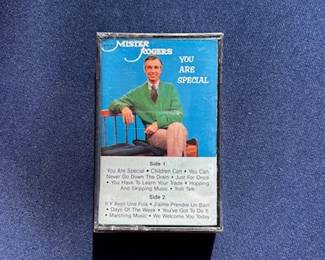 MISTER
ROGERS
YOU
ARE
SPECIAL
Side 1
You Are Special • Children Can • You Can
Never Go Down The Drain • Just For Once
• You Have To Learn Your Trade • Hopping
And Skipping Music • Troll Talk
Side 2
Il Y Avait Une Fois • J'aime Prendre Un Bain
• Days Of The Week • You've Got To Do It
• Marching Music • We Welcome You Today